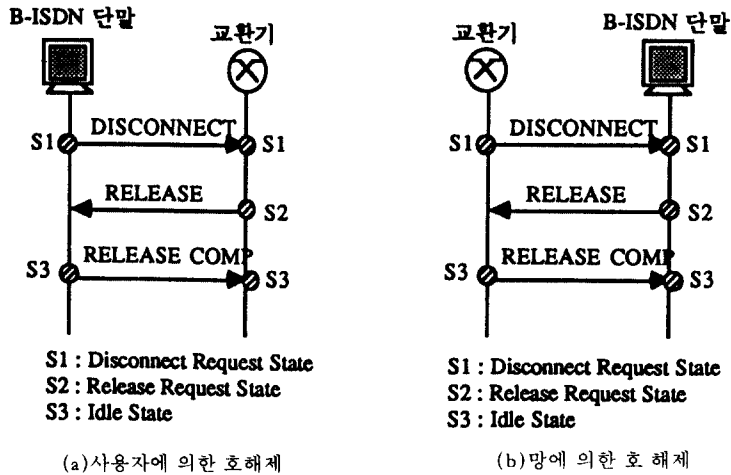 B-ISDN 단말
교환기
S1
DISCONNECT
S1
RELEASE
S2
S3
RELEASE COMP
S3
S1 : Disconnect Request State
S2 : Release Request State
S3 : Idle State
(a)사용자에 의한 호해제
교환기
B-ISDN 단말
S1
DISCONNECT
S1
RELEASE
S2
S3
RELEASE COMP
S3
S1 : Disconnect Request State
S2 : Release Request State
S3 : Idle State
(b)망에 의한 호 해제